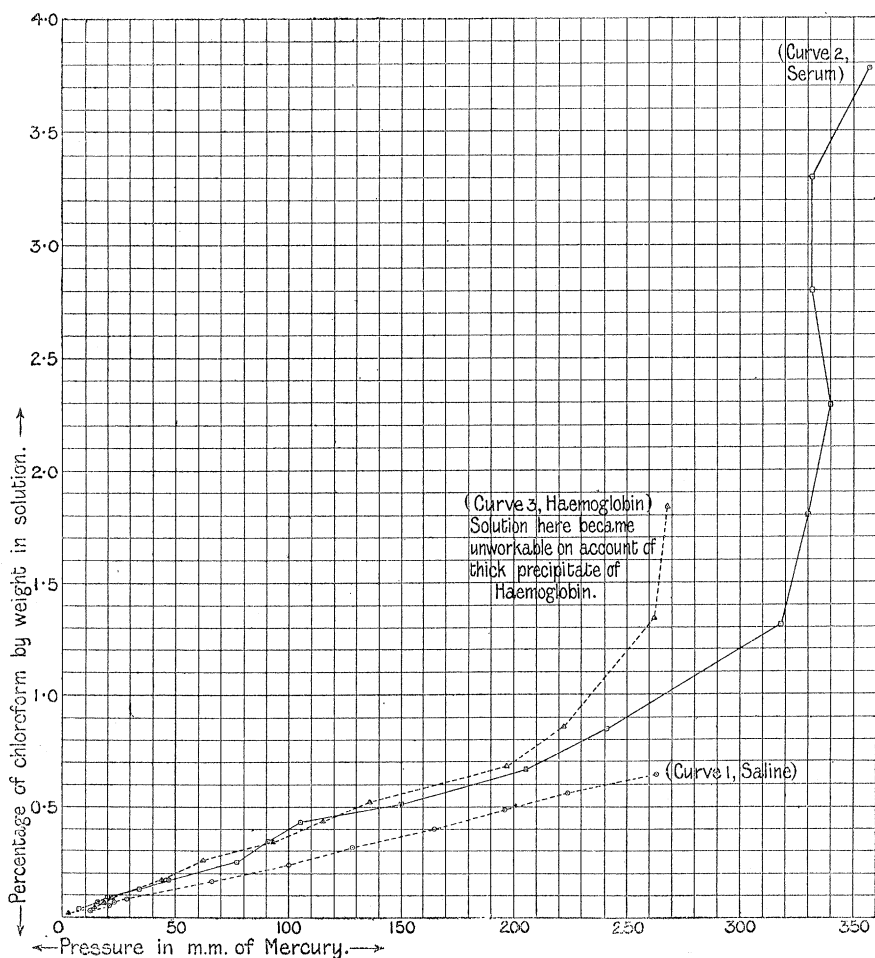 4·0
(Curve 2,
Serum)
3·5
3·0
2·5
2·0
(Curve 3, Haemoglobin)
Solution here became
unworkable on account of
thick precipitate of
Haemoglobin.
1·5
1·0
(Curve 1, Saline)
0·5
0
50
100
150
200
250
300
350
Percentage of chloroform by weight in solution.
Pressure in m.m. of Mercury.